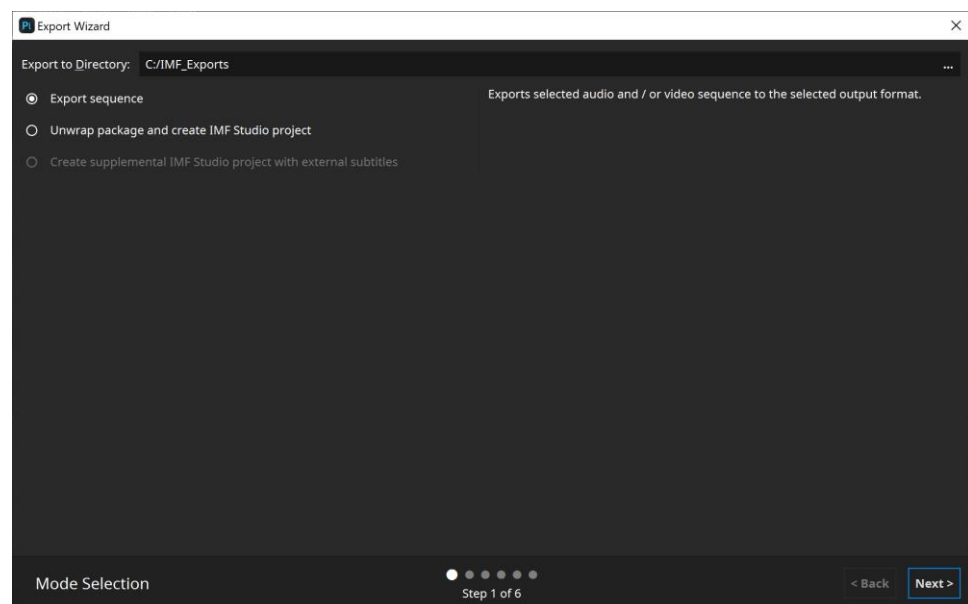 Pt Export Wizard
Export to Directory: C:/IMF_Exports ...
Export sequence
Exports selected audio and / or video sequence to the selected output format.
Unwrap package and create IMF Studio project
Create supplemental IMF Studio project with external subtitles
Mode Selection
Step 1 of 6
< Back Next >